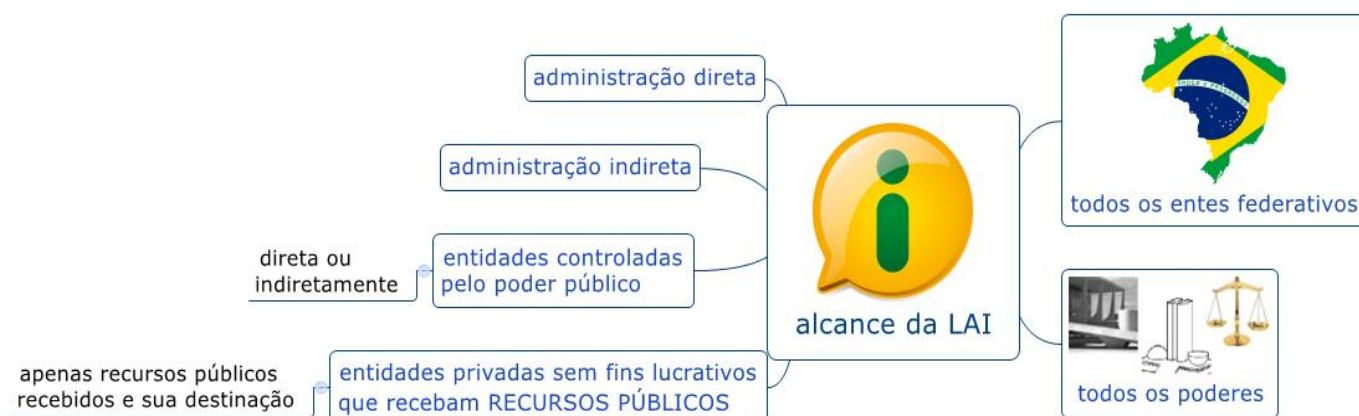 administração direta
administração indireta
direta ou
indiretamente
entidades controladas
pelo poder público
apenas recursos públicos
recebidos e sua destinação
entidades privadas sem fins lucrativos
que recebam RECURSOS PÚBLICOS
alcance da LAI
todos os entes federativos
todos os poderes